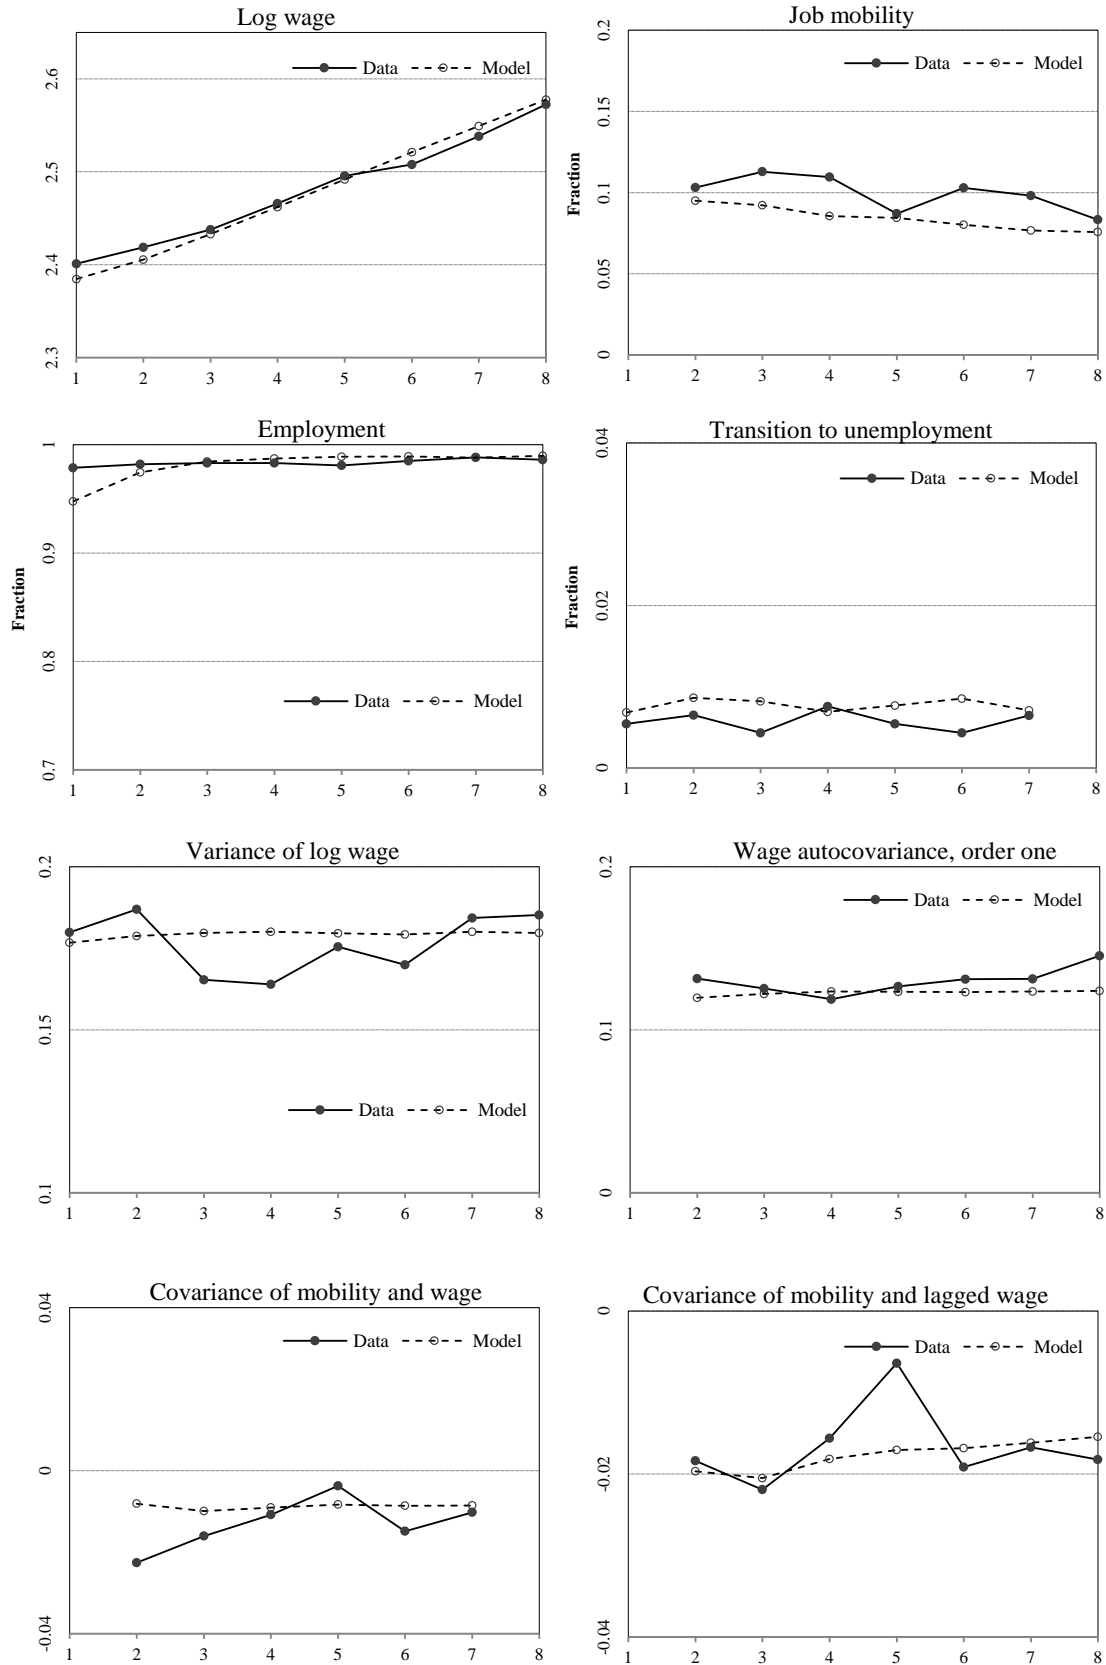 Log wage
Data Model
2.6
2.5
2.4
2.3
1 2 3 4 5 6 7 8
Job mobility
Data Model
Fraction
0.2
0.15
0.1
0.05
0
1 2 3 4 5 6 7 8
Employment
Data Model
Fraction
1
0.9
0.8
0.7
1 2 3 4 5 6 7 8
Transition to unemployment
Data Model
Fraction
0.04
0.02
0
1 2 3 4 5 6 7 8
Variance of log wage
Data Model
0.2
0.15
0.1
1 2 3 4 5 6 7 8
Wage autocovariance, order one
Data Model
0.2
0.1
0
1 2 3 4 5 6 7 8
Covariance of mobility and wage
Data Model
0.04
0
-0.04
1 2 3 4 5 6 7 8
Covariance of mobility and lagged wage
Data Model
0
-0.02
-0.04
1 2 3 4 5 6 7 8